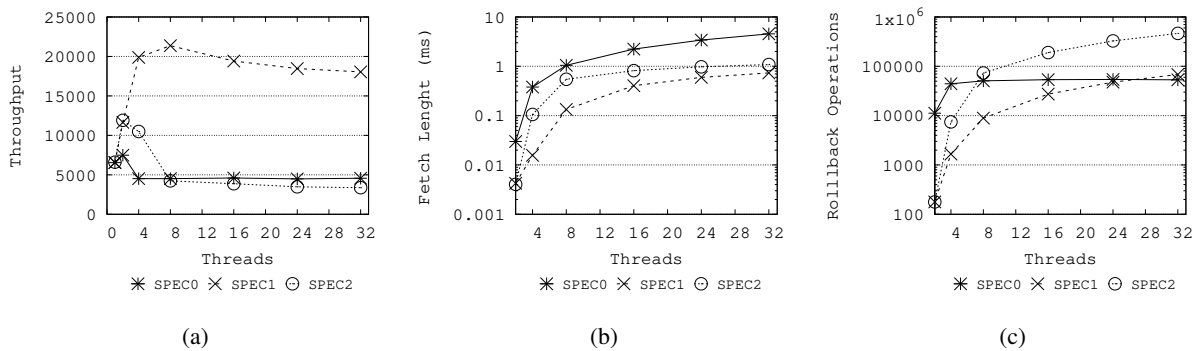 25000
20000
15000
10000
5000
0
Throughput
0 4 8 12 16 20 24 28 32
Threads
SPEC0 SPEC1 SPEC2
(a)
10
1
0.1
0.01
0.001
Fetch Lenght (ms)
4 8 12 16 20 24 28 32
Threads
SPEC0 SPEC1 SPEC2
(b)
1x10^6
100000
10000
1000
100
Rolllback Operations
4 8 12 16 20 24 28 32
Threads
SPEC0 SPEC1 SPEC2
(c)